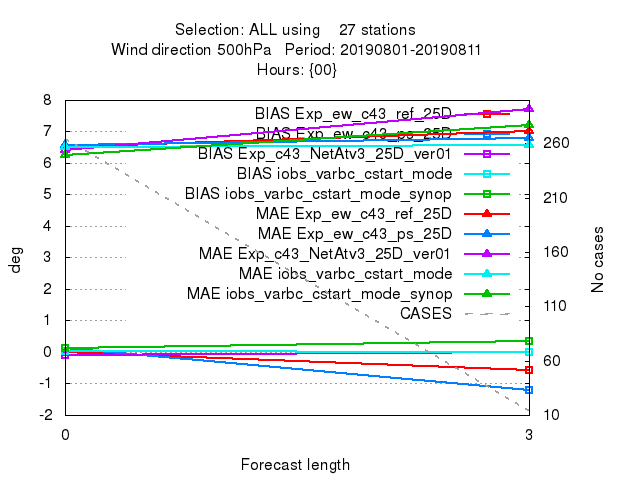 Selection: ALL using 27 stations
Wind direction 500hPa Period: 20190801-20190811
Hours: {00}
BIAS Exp_ew_c43_ref_25D
BIAS Exp_ew_c43_ps_25D
BIAS Exp_c43_NetAtv3_25D_ver01
BIAS iobs_varbc_cstart_mode
BIAS iobs_varbc_cstart_mode_synop
MAE Exp_ew_c43_ref_25D
MAE Exp_ew_c43_ps_25D
MAE Exp_c43_NetAtv3_25D_ver01
MAE iobs_varbc_cstart_mode
MAE iobs_varbc_cstart_mode_synop
CASES
8
7
6
5
4
3
2
1
0
-1
-2
deg
260
210
160
110
60
10
No cases
0 3
Forecast length